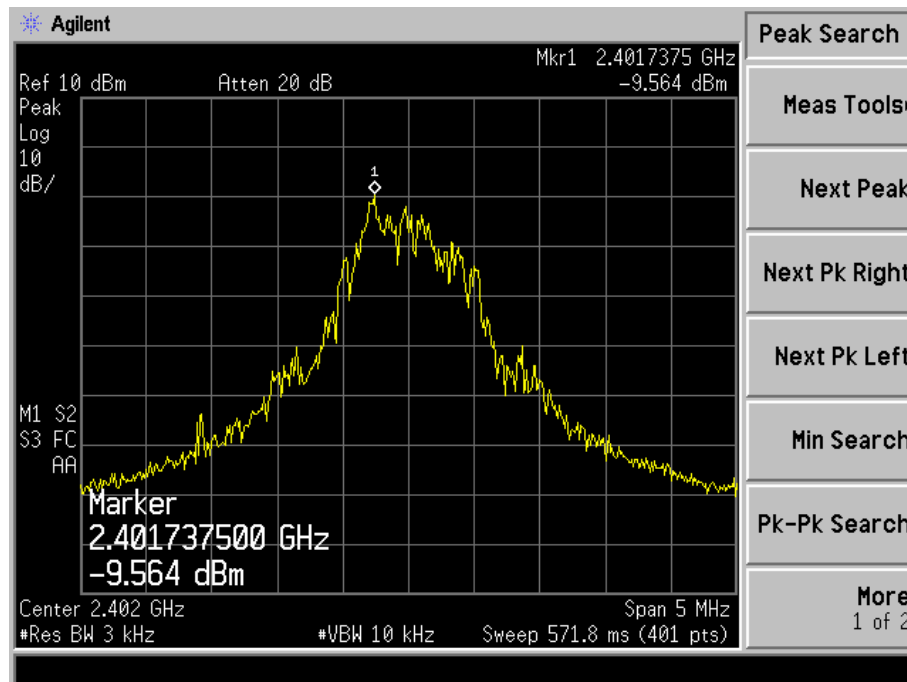 Agilent
Peak Search
Mkr1 2.4017375 GHz
Ref 10 dBm Atten 20 dB -9.564 dBm
Peak
Log
10
dB/
1
Meas Tools
Next Peak
Next Pk Right
Next Pk Left
M1 S2
S3 FC
AA
Min Search
Marker
2.401737500 GHz
-9.564 dBm
Pk-Pk Search
Center 2.402 GHz Span 5 MHz
#Res BW 3 kHz #VBW 10 kHz Sweep 571.8 ms (401 pts)
More
1 of 2